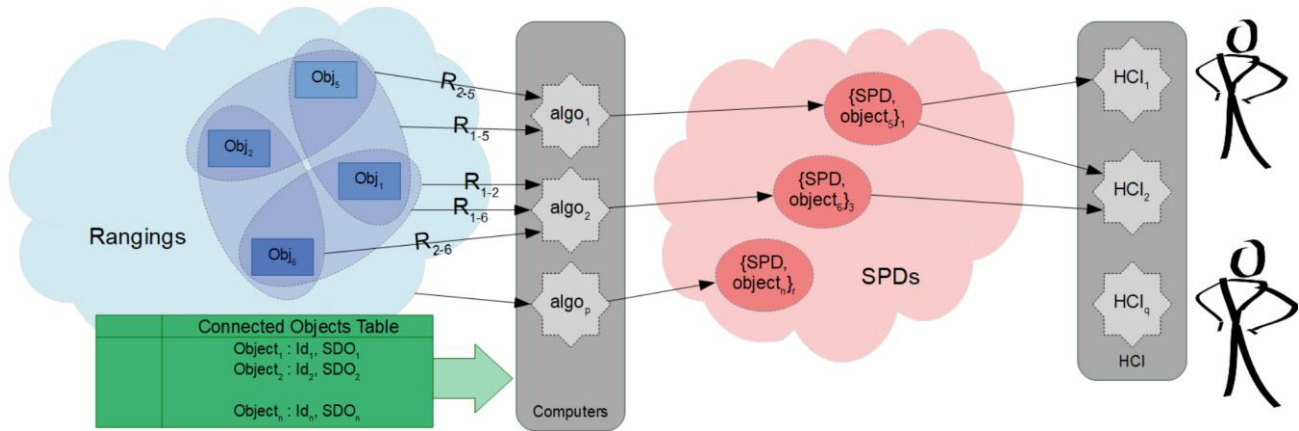 Rangings
Obj₅
Obj₂
Obj₁
Obj₆
R₂₋₅
R₁₋₅
R₁₋₂
R₁₋₆
R₂₋₆
Connected Objects Table
Object₁ : Id₁, SDO₁
Object₂ : Id₂, SDO₂
Objectₙ : Idₙ, SDOₙ
algo₁
algo₂
algoₚ
Computers
{SPD,
object₅}₁
{SPD,
object₆}₃
{SPD,
objectₙ}ᵣ
SPDs
HCI₁
HCI₂
HCI_q
HCI